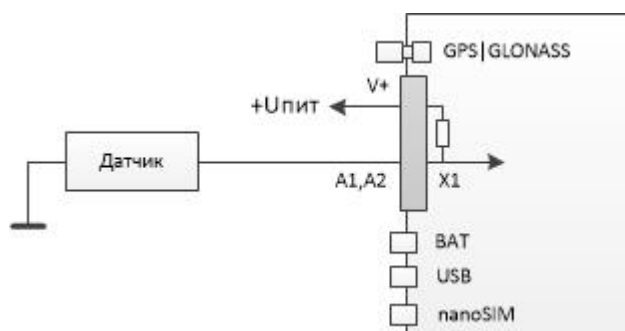 GPS|GLONASS
V+
+Uпит
Датчик
A1,A2
X1
BAT
USB
nanoSIM